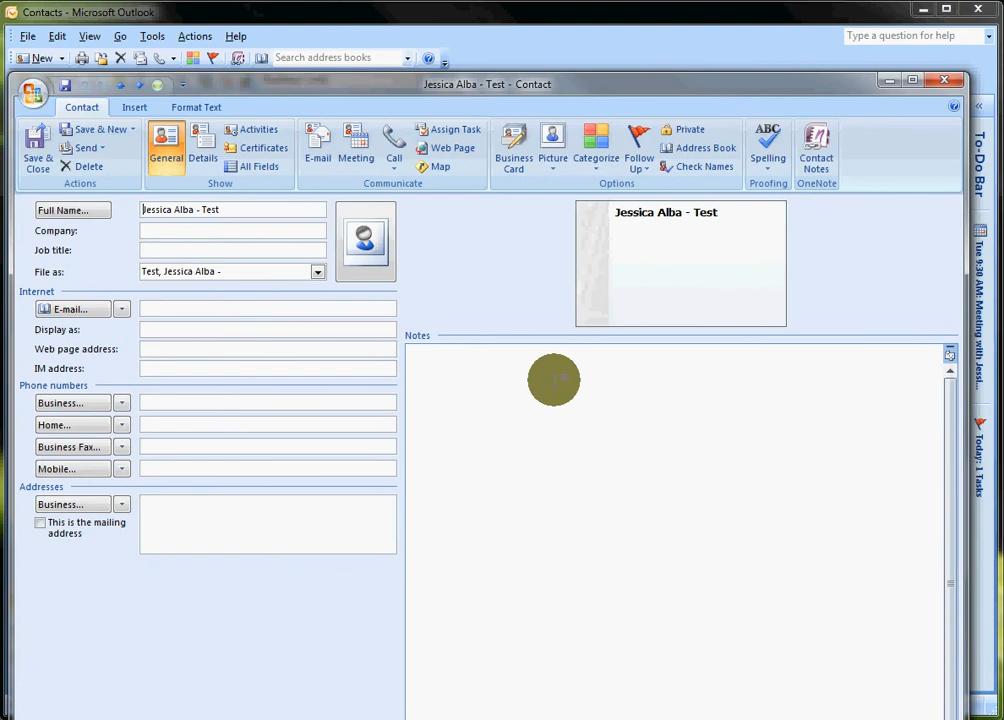 Contacts - Microsoft Outlook
File Edit View Go Tools Actions Help
Type a question for help
New
Search address books
Jessica Alba - Test - Contact
Contact Insert Format Text
Save & Close
Save & New
Send
Delete
Actions
General
Details
Activities
Certificates
All Fields
Show
E-mail
Meeting
Call
Assign Task
Web Page
Map
Communicate
Business Card
Picture
Categorize
Follow Up
Private
Address Book
Check Names
Options
ABC
Spelling
Proofing
Contact Notes
OneNote
Full Name... Jessica Alba - Test
Company:
Job title:
File as: Test, Jessica Alba -
Jessica Alba - Test
Internet
E-mail...
Display as:
Web page address:
IM address:
Phone numbers
Business...
Home...
Business Fax...
Mobile...
Addresses
Business...
This is the mailing
address
Notes
To-Do Bar
Tue 9:30 AM: Meeting with Jessi...
Today: 1 Tasks